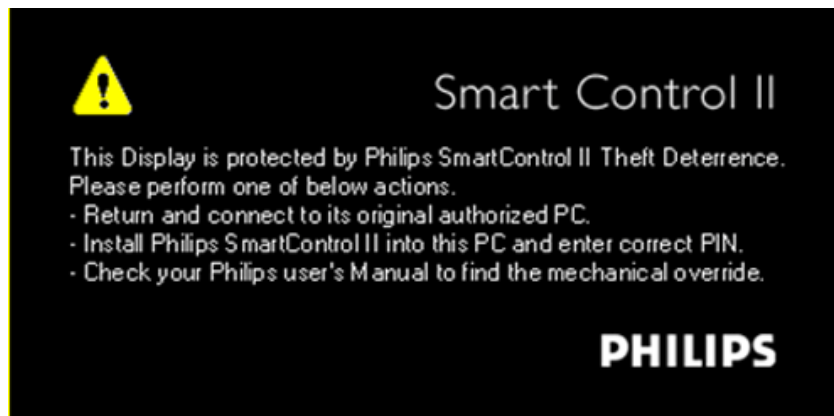 Smart Control II
This Display is protected by Philips SmartControl II Theft Deterrence.
Please perform one of below actions.
- Return and connect to its original authorized PC.
- Install Philips SmartControl II into this PC and enter correct PIN.
- Check your Philips user's Manual to find the mechanical override.
PHILIPS